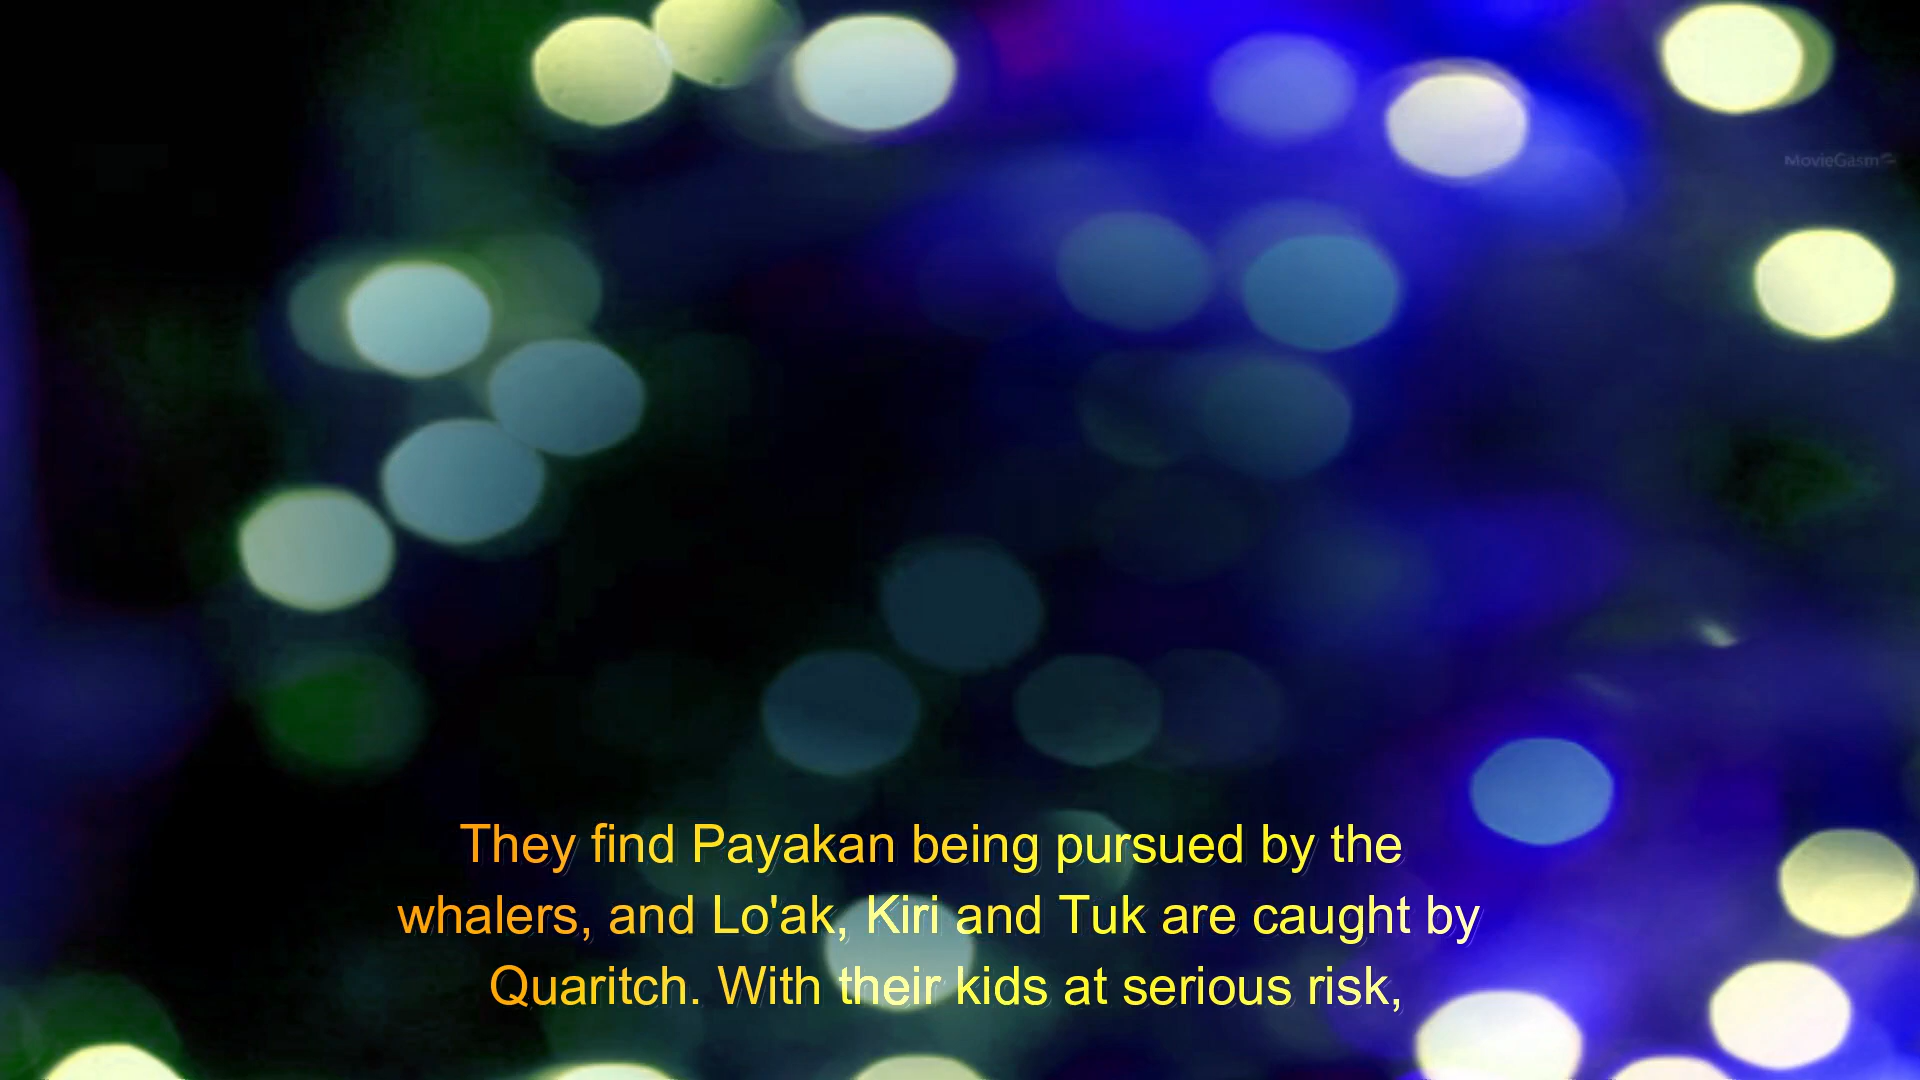 MovieGasm
They find Payakan being pursued by the
whalers, and Lo'ak, Kiri and Tuk are caught by
Quaritch. With their kids at serious risk,